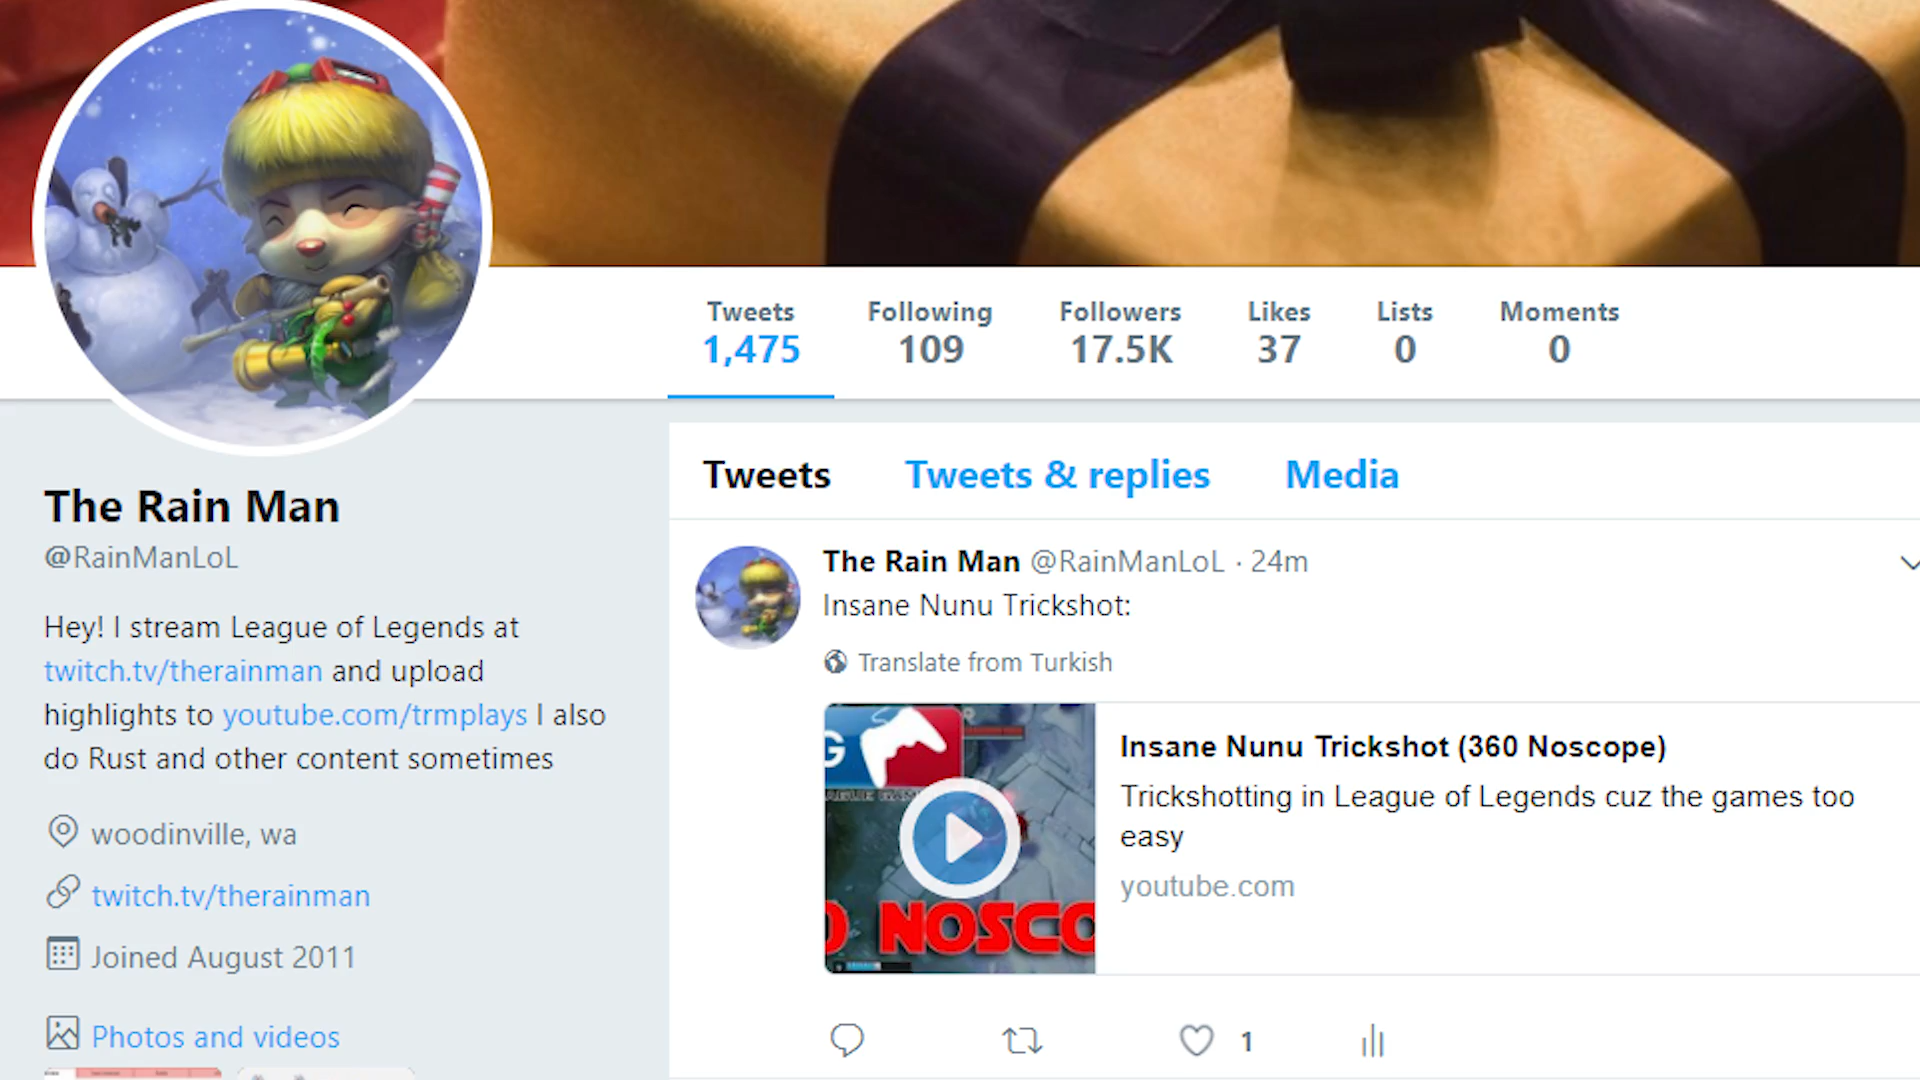 Tweets Following Followers Likes Lists Moments
1,475 109 17.5K 37 0 0
The Rain Man
@RainManLoL
Hey! I stream League of Legends at
twitch.tv/therainman and upload
highlights to youtube.com/trmplays I also
do Rust and other content sometimes
woodinville, wa
twitch.tv/therainman
Joined August 2011
Photos and videos
Tweets Tweets & replies Media
The Rain Man @RainManLoL · 24m
Insane Nunu Trickshot:
Translate from Turkish
G
NOSCO
Insane Nunu Trickshot (360 Noscope)
Trickshotting in League of Legends cuz the games too
easy
youtube.com
1